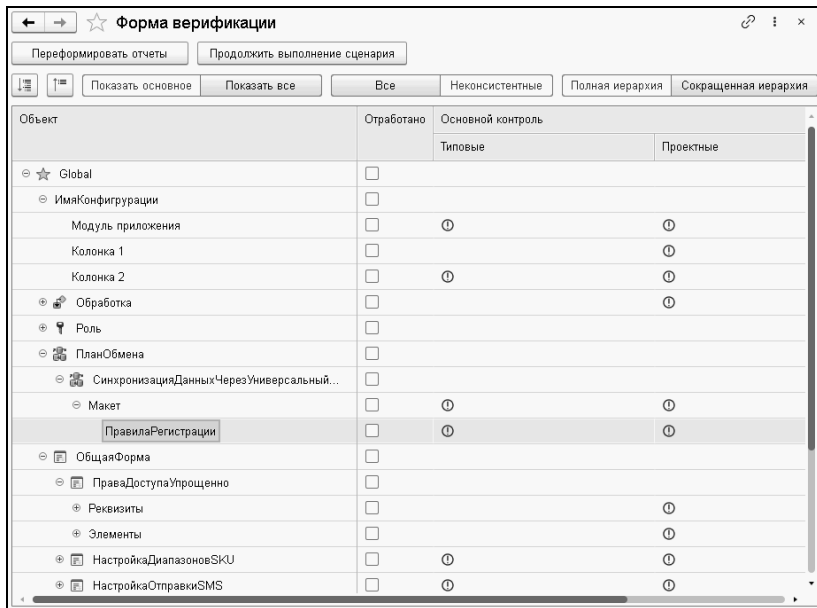 Форма верификации
Переформировать отчеты Продолжить выполнение сценария
Показать основное Показать все Все Неконсистентные Полная иерархия Сокращенная иерархия
Объект Отработано Основной контроль
Типовые Проектные
Global
ИмяКонфигрурации
Модуль приложения
Колонка 1
Колонка 2
Обработка
Роль
ПланОбмена
СинхронизацияДанныхЧерезУниверсальный...
Макет
ПравилаРегистрации
ОбщаяФорма
ПраваДоступаУпрощенно
Реквизиты
Элементы
НастройкаДиапазоновSKU
НастройкаОтправкиSMS